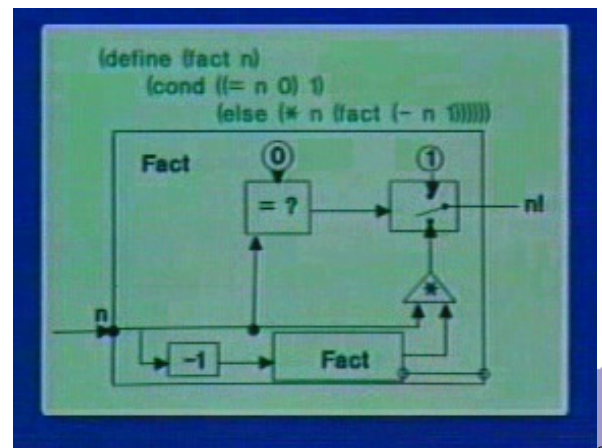 (define (fact n)
(cond ((= n 0) 1)
(else (* n (fact (- n 1))))))
Fact
0
1
= ?
n!
*
n
-1
Fact